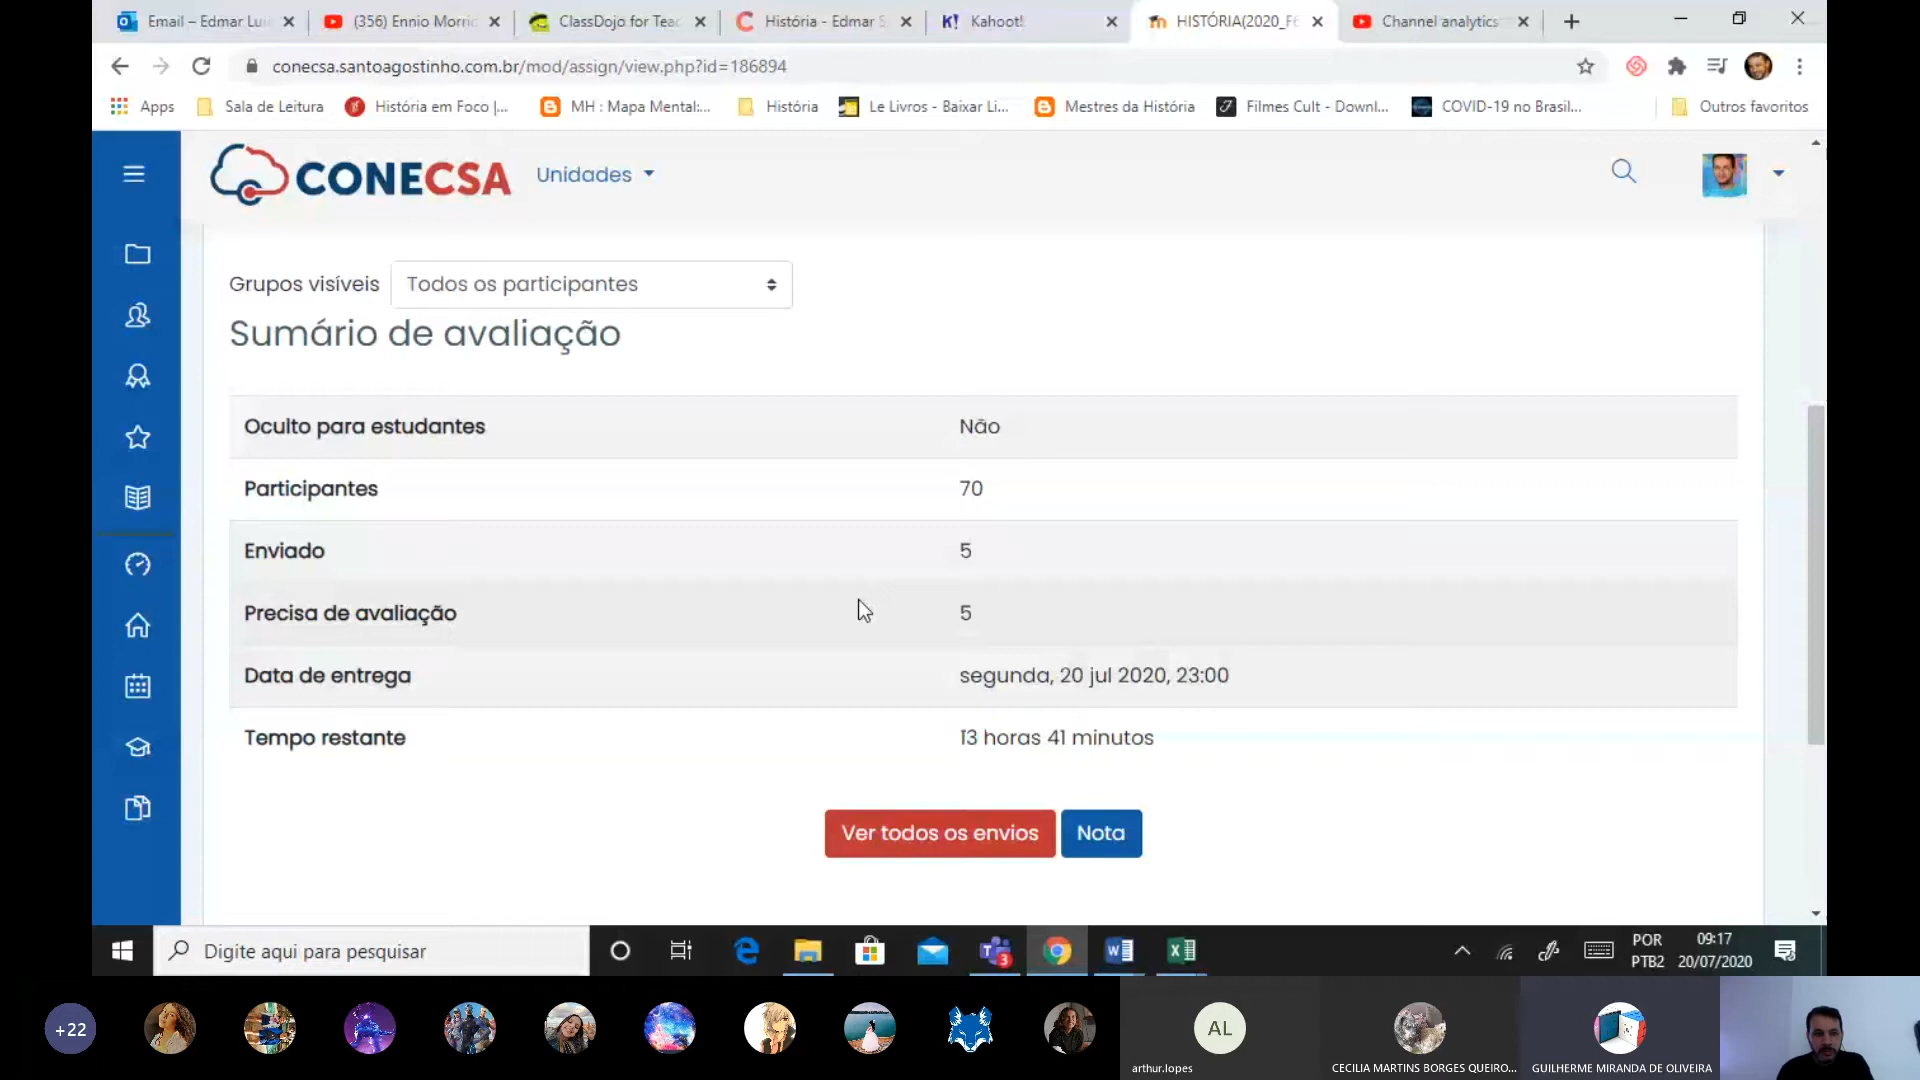 Email – Edmar Lui
(356) Ennio Morric
ClassDojo for Teac
História - Edmar S
Kahoot!
HISTÓRIA(2020_F6
Channel analytics
conecsa.santoagostinho.com.br/mod/assign/view.php?id=186894
Apps
Sala de Leitura
História em Foco |...
MH : Mapa Mental:...
História
Le Livros - Baixar Li...
Mestres da História
Filmes Cult - Downl...
COVID-19 no Brasil...
Outros favoritos
CONECSA
Unidades
Grupos visíveis
Todos os participantes
Sumário de avaliação
Oculto para estudantes
Não
Participantes
70
Enviado
5
Precisa de avaliação
5
Data de entrega
segunda, 20 jul 2020, 23:00
Tempo restante
13 horas 41 minutos
Ver todos os envios
Nota
Digite aqui para pesquisar
3
POR
PTB2
09:17
20/07/2020
+22
AL
arthur.lopes
CECILIA MARTINS BORGES QUEIRO...
GUILHERME MIRANDA DE OLIVEIRA